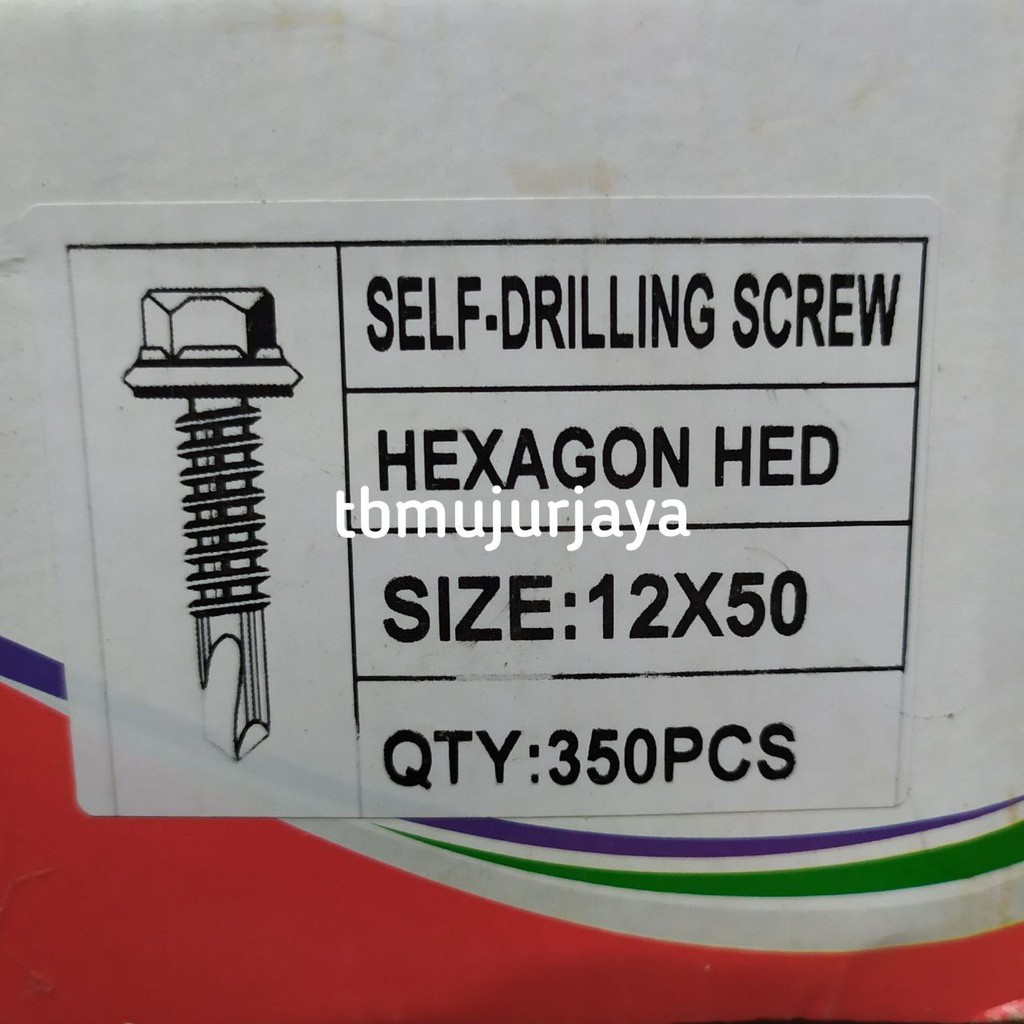 SELF-DRILLING SCREW
HEXAGON HED
tbmujurjaya
SIZE:12X50
QTY:350PCS